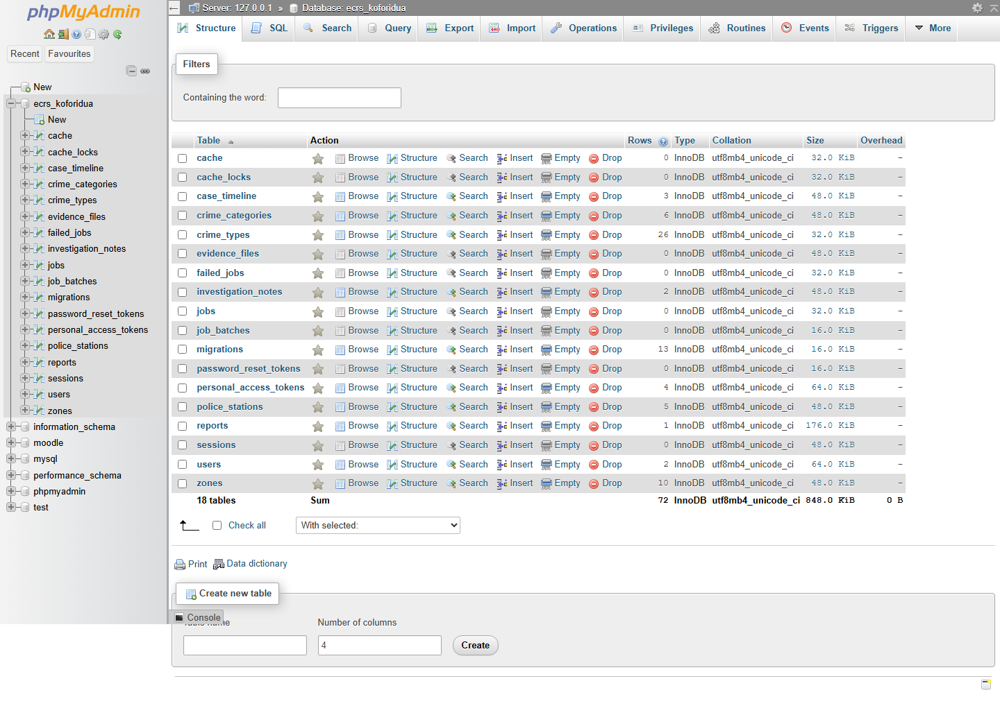 phpMyAdmin
Recent Favourites
New
ecrs_koforidua
New
cache
cache_locks
case_timeline
crime_categories
crime_types
evidence_files
failed_jobs
investigation_notes
jobs
job_batches
migrations
password_reset_tokens
personal_access_tokens
police_stations
reports
sessions
users
zones
information_schema
moodle
mysql
performance_schema
phpmyadmin
test
Server: 127.0.0.1 » Database: ecrs_koforidua
Structure SQL Search Query Export Import Operations Privileges Routines Events Triggers More
Filters
Containing the word:
Table Action Rows Type Collation Size Overhead
cache Browse Structure Search Insert Empty Drop 0 InnoDB utf8mb4_unicode_ci 32.0 KiB -
cache_locks Browse Structure Search Insert Empty Drop 0 InnoDB utf8mb4_unicode_ci 32.0 KiB -
case_timeline Browse Structure Search Insert Empty Drop 3 InnoDB utf8mb4_unicode_ci 48.0 KiB -
crime_categories Browse Structure Search Insert Empty Drop 6 InnoDB utf8mb4_unicode_ci 48.0 KiB -
crime_types Browse Structure Search Insert Empty Drop 26 InnoDB utf8mb4_unicode_ci 32.0 KiB -
evidence_files Browse Structure Search Insert Empty Drop 0 InnoDB utf8mb4_unicode_ci 48.0 KiB -
failed_jobs Browse Structure Search Insert Empty Drop 0 InnoDB utf8mb4_unicode_ci 32.0 KiB -
investigation_notes Browse Structure Search Insert Empty Drop 2 InnoDB utf8mb4_unicode_ci 48.0 KiB -
jobs Browse Structure Search Insert Empty Drop 0 InnoDB utf8mb4_unicode_ci 32.0 KiB -
job_batches Browse Structure Search Insert Empty Drop 0 InnoDB utf8mb4_unicode_ci 16.0 KiB -
migrations Browse Structure Search Insert Empty Drop 13 InnoDB utf8mb4_unicode_ci 16.0 KiB -
password_reset_tokens Browse Structure Search Insert Empty Drop 0 InnoDB utf8mb4_unicode_ci 16.0 KiB -
personal_access_tokens Browse Structure Search Insert Empty Drop 4 InnoDB utf8mb4_unicode_ci 64.0 KiB -
police_stations Browse Structure Search Insert Empty Drop 5 InnoDB utf8mb4_unicode_ci 48.0 KiB -
reports Browse Structure Search Insert Empty Drop 1 InnoDB utf8mb4_unicode_ci 176.0 KiB -
sessions Browse Structure Search Insert Empty Drop 0 InnoDB utf8mb4_unicode_ci 48.0 KiB -
users Browse Structure Search Insert Empty Drop 2 InnoDB utf8mb4_unicode_ci 64.0 KiB -
zones Browse Structure Search Insert Empty Drop 10 InnoDB utf8mb4_unicode_ci 48.0 KiB -
18 tables Sum 72 InnoDB utf8mb4_unicode_ci 848.0 KiB 0 B
Check all With selected:
Print Data dictionary
Create new table
Console
Table name Number of columns
4 Create